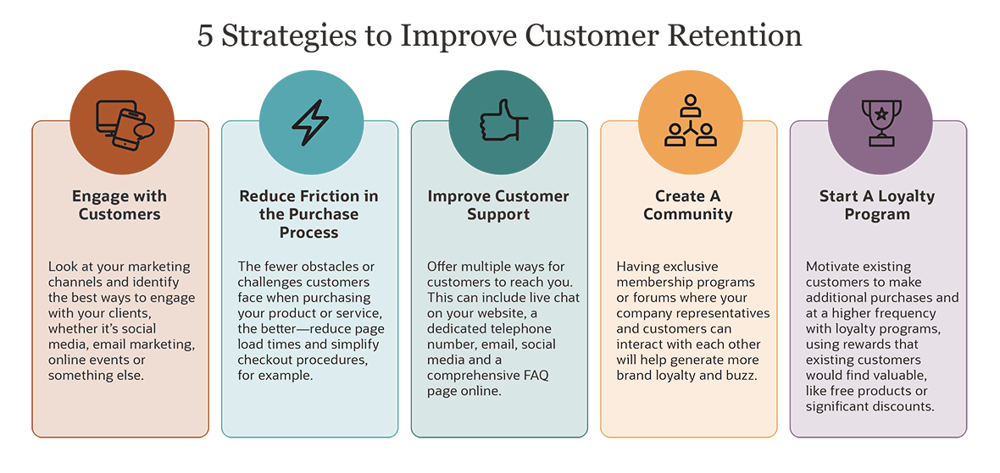 5 Strategies to Improve Customer Retention
Engage with
Customers
Look at your marketing
channels and identify
the best ways to engage
with your clients,
whether it's social
media, email marketing,
online events or
something else.
Reduce Friction in
the Purchase
Process
The fewer obstacles or
challenges customers
face when purchasing
your product or service,
the better—reduce page
load times and simplify
checkout procedures,
for example.
Improve Customer
Support
Offer multiple ways for
customers to reach you.
This can include live chat
on your website, a
dedicated telephone
number, email, social
media and a
comprehensive FAQ
page online.
Create A
Community
Having exclusive
membership programs
or forums where your
company representatives
and customers can
interact with each other
will help generate more
brand loyalty and buzz.
Start A Loyalty
Program
Motivate existing
customers to make
additional purchases and
at a higher frequency
with loyalty programs,
using rewards that
existing customers
would find valuable,
like free products or
significant discounts.